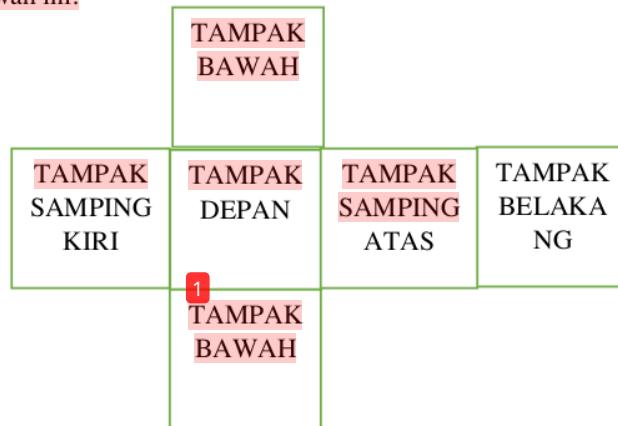 TAMPAK
BAWAH
TAMPAK
SAMPING
KIRI
TAMPAK
DEPAN
TAMPAK
SAMPING
ATAS
TAMPAK
BELAKA
NG
1
TAMPAK
BAWAH